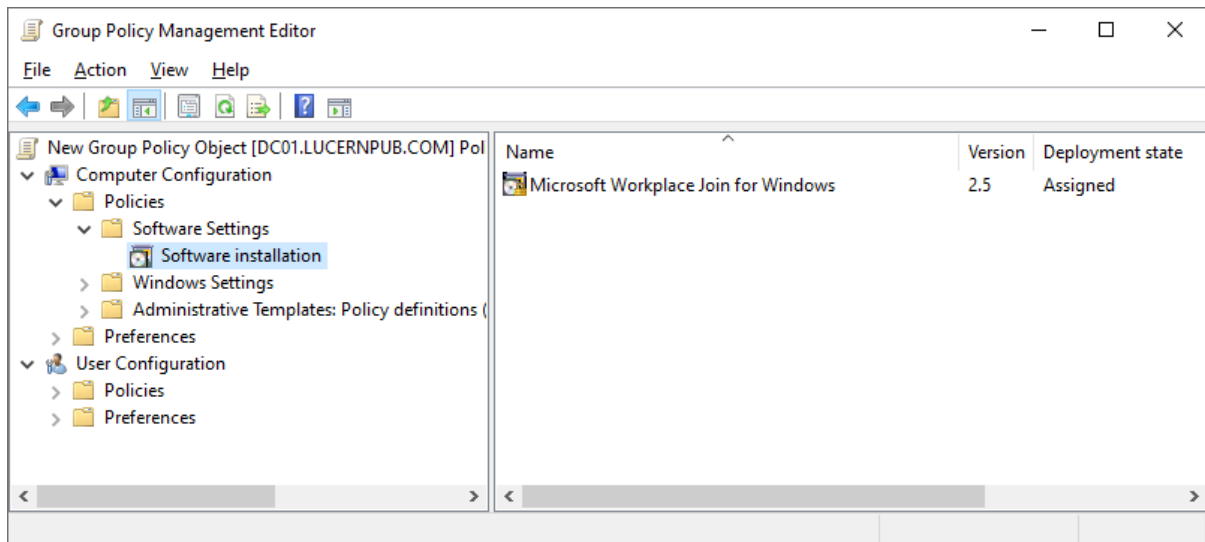 Group Policy Management Editor
File Action View Help
New Group Policy Object [DC01.LUCERNPUB.COM] Pol
Computer Configuration
Policies
Software Settings
Software installation
Windows Settings
Administrative Templates: Policy definitions (
Preferences
User Configuration
Policies
Preferences
Name Version Deployment state
Microsoft Workplace Join for Windows 2.5 Assigned